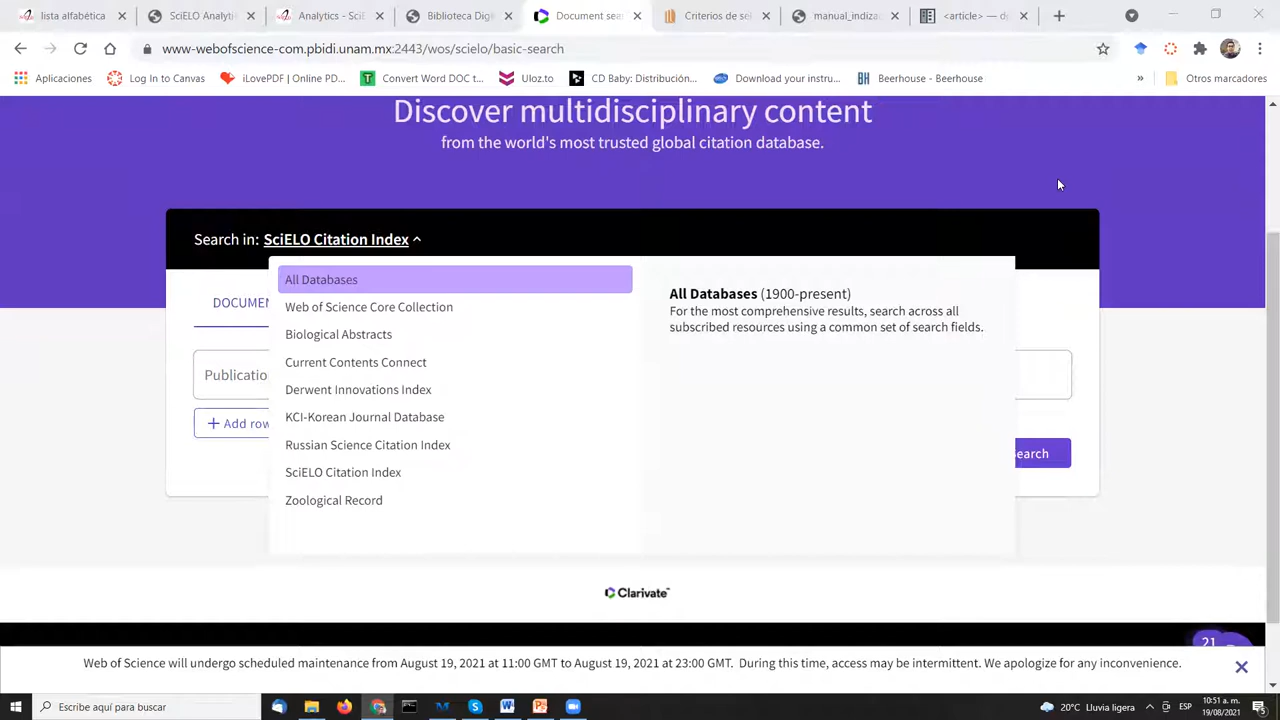 lista alfabética
SciELO Analytic
Analytics - SciE
Biblioteca Digi
Document sea
Criterios de sel
manual_indiza
<article> — de
www-webofscience-com.pbidi.unam.mx:2443/wos/scielo/basic-search
Aplicaciones
Log In to Canvas
iLovePDF | Online PD...
Convert Word DOC t...
Uloz.to
CD Baby: Distribución...
Download your instru...
BH Beerhouse - Beerhouse
»
Otros marcadores
Discover multidisciplinary content
from the world's most trusted global citation database.
Search in: SciELO Citation Index
DOCUMEN
All Databases
Web of Science Core Collection
Biological Abstracts
Current Contents Connect
Derwent Innovations Index
KCI-Korean Journal Database
Russian Science Citation Index
SciELO Citation Index
Zoological Record
All Databases (1900-present)
For the most comprehensive results, search across all
subscribed resources using a common set of search fields.
Publicatio
+ Add row
earch
Clarivate™
21
Web of Science will undergo scheduled maintenance from August 19, 2021 at 11:00 GMT to August 19, 2021 at 23:00 GMT. During this time, access may be intermittent. We apologize for any inconvenience.
Escribe aquí para buscar
20°C Lluvia ligera
ESP
10:51 a. m.
19/08/2021